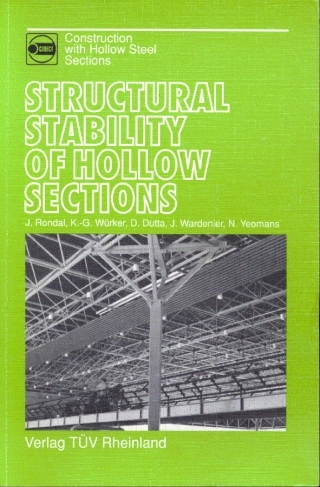 CIDECT
Construction
with Hollow Steel
Sections
STRUCTURAL
STABILITY
OF HOLLOW
SECTIONS
J. Rondal, K.-G. Würker, D. Dutta, J. Wardenier, N. Yeomans
Verlag TÜV Rheinland